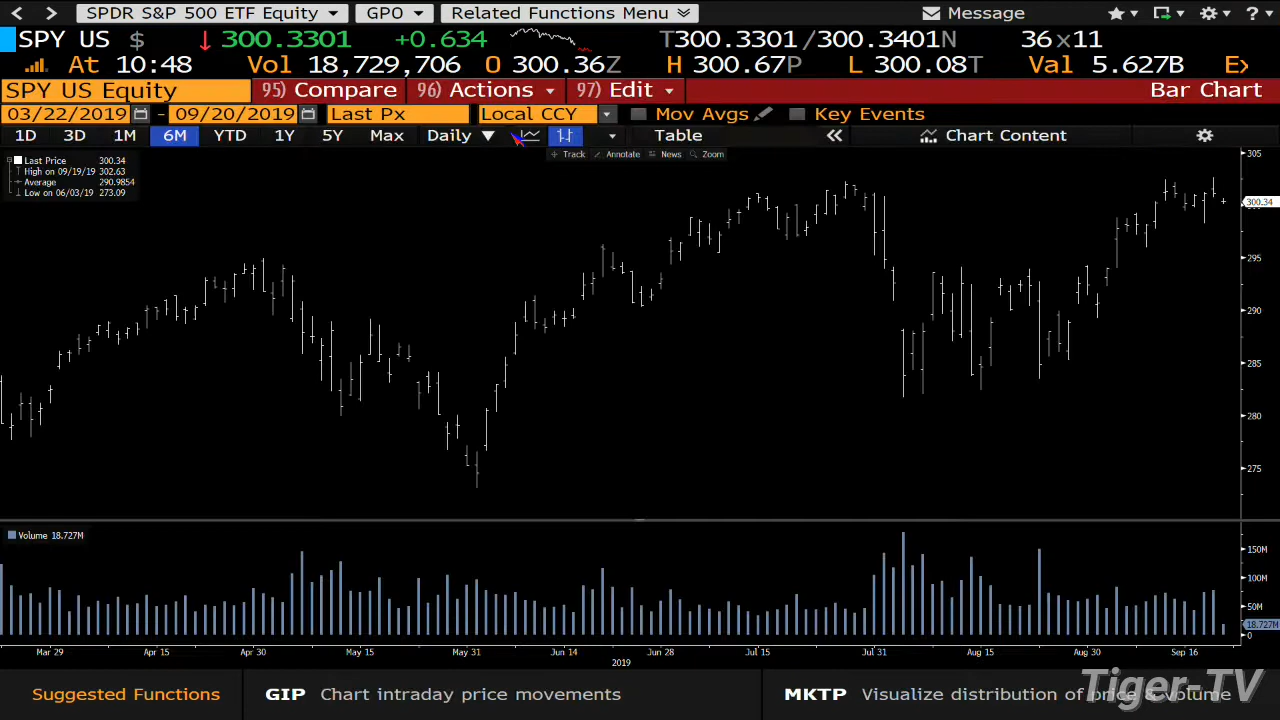 SPDR S&P 500 ETF Equity GPO Related Functions Menu Message
SPY US $ 300.3301 +0.634 T300.3301/300.3401N 36x11
At 10:48 Vol 18,729,706 O 300.36Z H 300.67P L 300.08T Val 5.627B Ex
SPY US Equity 95) Compare 96) Actions 97) Edit Bar Chart
03/22/2019 - 09/20/2019 Last Px Local CCY Mov Avgs Key Events
1D 3D 1M 6M YTD 1Y 5Y Max Daily Table Chart Content
Track Annotate News Zoom
Last Price 300.34
High on 09/19/19 302.63
Average 290.9854
Low on 06/03/19 273.09
305
300.34
295
290
285
280
275
Volume 18.727M
150M
100M
50M
18.727M
0
Mar 29 Apr 15 Apr 30 May 15 May 31 Jun 14 Jun 28 Jul 15 Jul 31 Aug 15 Aug 30 Sep 16
2019
Suggested Functions GIP Chart intraday price movements MKTP Visualize distribution of price & volume
Tiger-TV